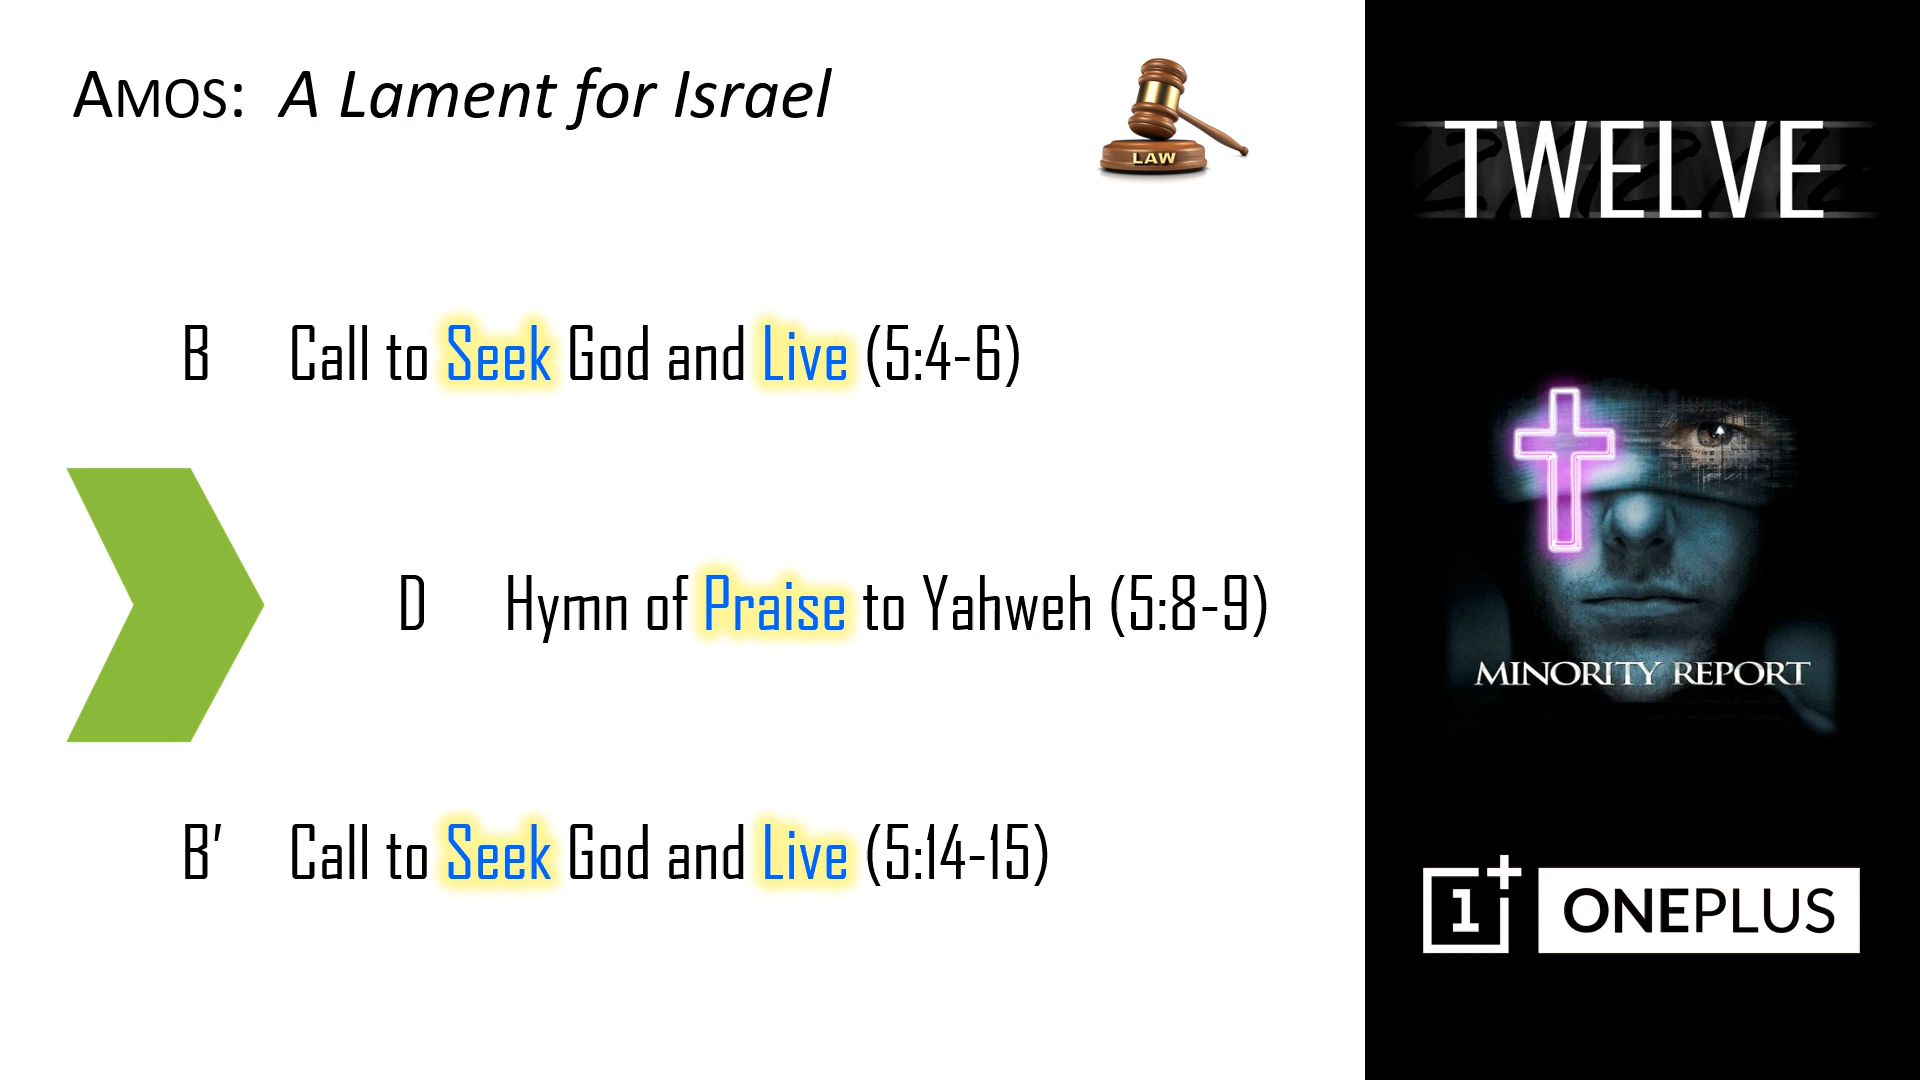 AMOS: A Lament for Israel
LAW
B Call to Seek God and Live (5:4-6)
D Hymn of Praise to Yahweh (5:8-9)
B' Call to Seek God and Live (5:14-15)
TWELVE
MINORITY REPORT
1+ ONEPLUS